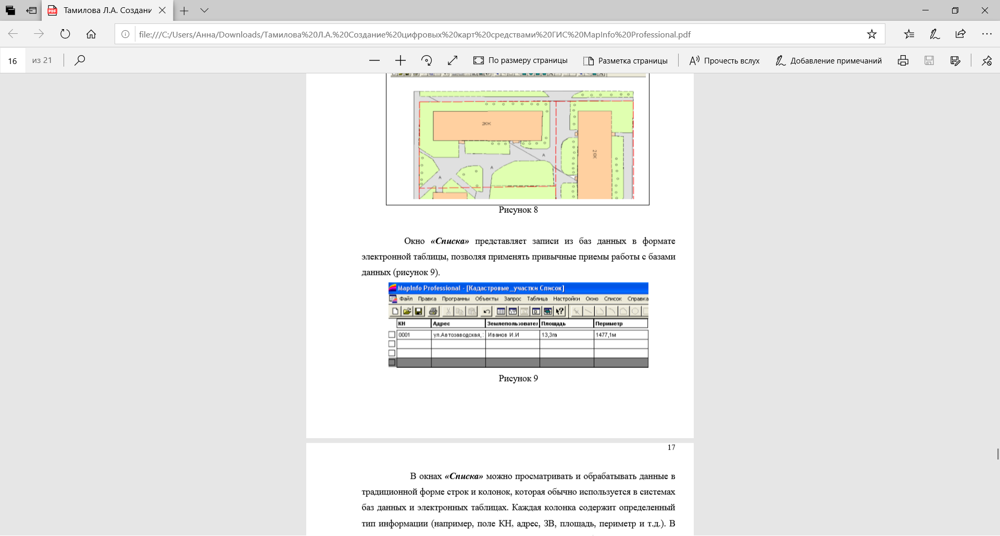 Тамилова Л.А. Создани
file:///C:/Users/Анна/Downloads/Тамилова%20Л.А.%20Создание%20цифровых%20карт%20средствами%20ГИС%20MapInfo%20Professional.pdf
16 из 21 По размеру страницы Разметка страницы Прочесть вслух Добавление примечаний
2КЖ
2КЖ
А
А
А
Рисунок 8
Окно «Списка» представляет записи из баз данных в формате
электронной таблицы, позволяя применять привычные приемы работы с базами
данных (рисунок 9).
MapInfo Professional - [Кадастровые_участки Список]
Файл Правка Программы Объекты Запрос Таблица Настройки Окно Список Справка
КН Адрес Землепользовател Площадь Периметр
0001 ул.Автозаводская, Иванов И.И 13,3га 1477,1м
Рисунок 9
17
В окнах «Списка» можно просматривать и обрабатывать данные в
традиционной форме строк и колонок, которая обычно используется в системах
баз данных и электронных таблицах. Каждая колонка содержит определенный
тип информации (например, поле КН, адрес, ЗВ, площадь, периметр и т.д.). В